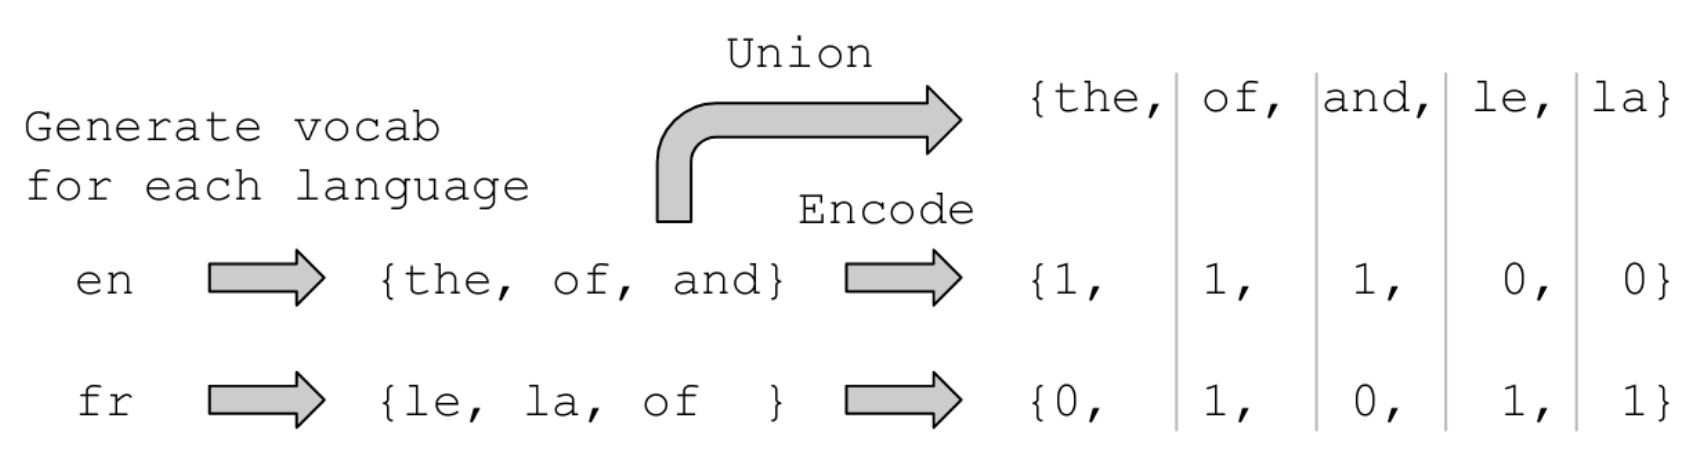 Union
{the, of, and, le, la}
Generate vocab
for each language
Encode
en {the, of, and} {1, 1, 1, 0, 0}
fr {le, la, of } {0, 1, 0, 1, 1}